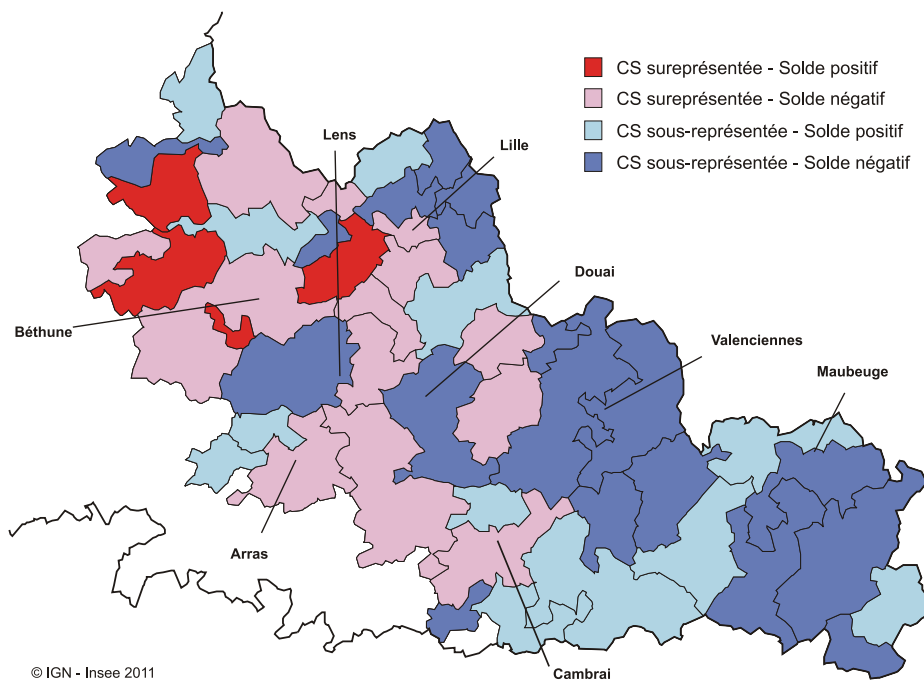 CS sureprésentée - Solde positif
CS surreprésentée - Solde négatif
CS sous-représentée - Solde positif
CS sous-représentée - Solde négatif
Lens
Lille
Douai
Béthune
Valenciennes
Maubeuge
Arras
Cambrai
© IGN - Insee 2011